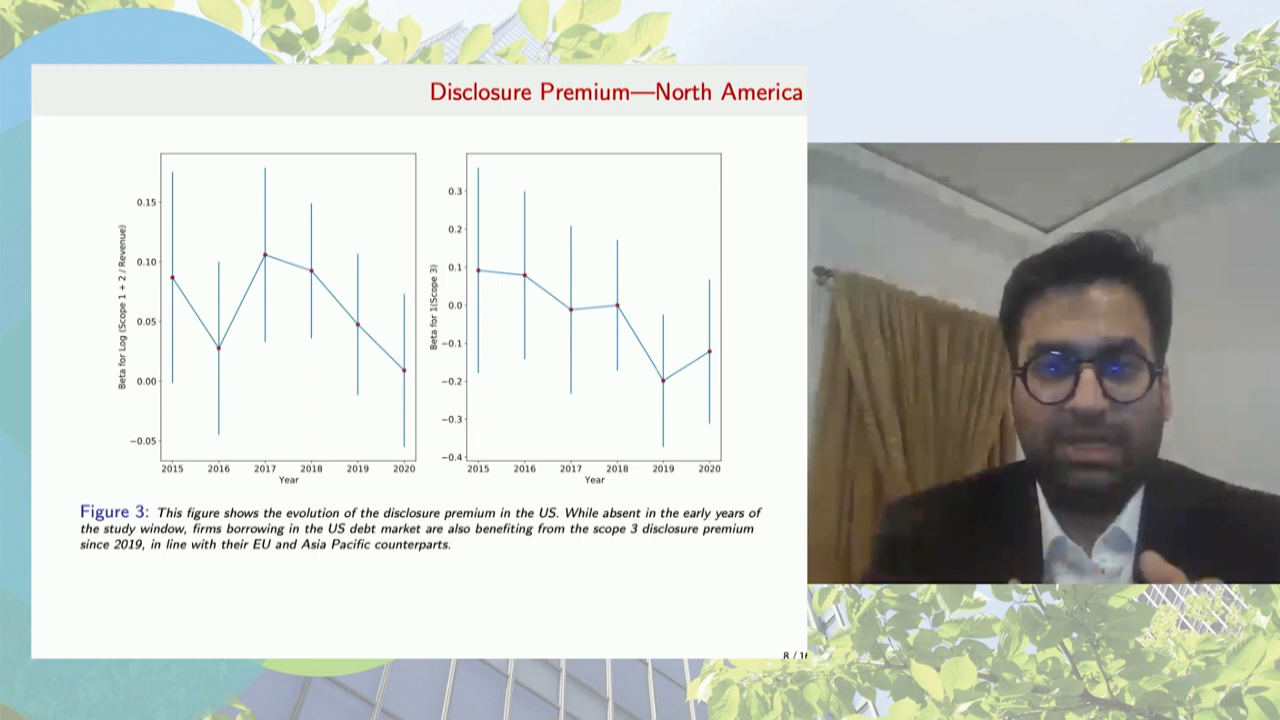 Disclosure Premium—North America
Beta for Log (Scope 1 + 2 / Revenue)
0.15
0.10
0.05
0.00
−0.05
2015 2016 2017 2018 2019 2020
Year
Beta for 1(Scope 3)
0.3
0.2
0.1
0.0
−0.1
−0.2
−0.3
−0.4
2015 2016 2017 2018 2019 2020
Year
Figure 3: This figure shows the evolution of the disclosure premium in the US. While absent in the early years of
the study window, firms borrowing in the US debt market are also benefiting from the scope 3 disclosure premium
since 2019, in line with their EU and Asia Pacific counterparts.
8 /